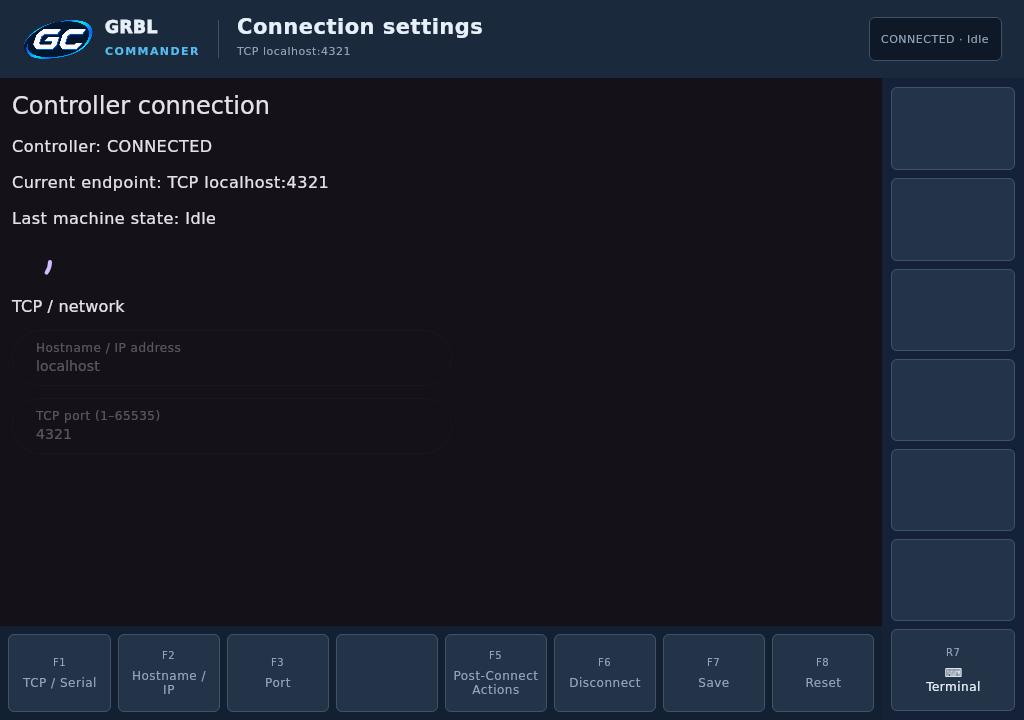 GC
GRBL
COMMANDER
Connection settings
TCP localhost:4321
CONNECTED · Idle
Controller connection
Controller: CONNECTED
Current endpoint: TCP localhost:4321
Last machine state: Idle
TCP / network
Hostname / IP address
localhost
TCP port (1–65535)
4321
F1
TCP / Serial
F2
Hostname /
IP
F3
Port
F5
Post-Connect
Actions
F6
Disconnect
F7
Save
F8
Reset
R7
Terminal